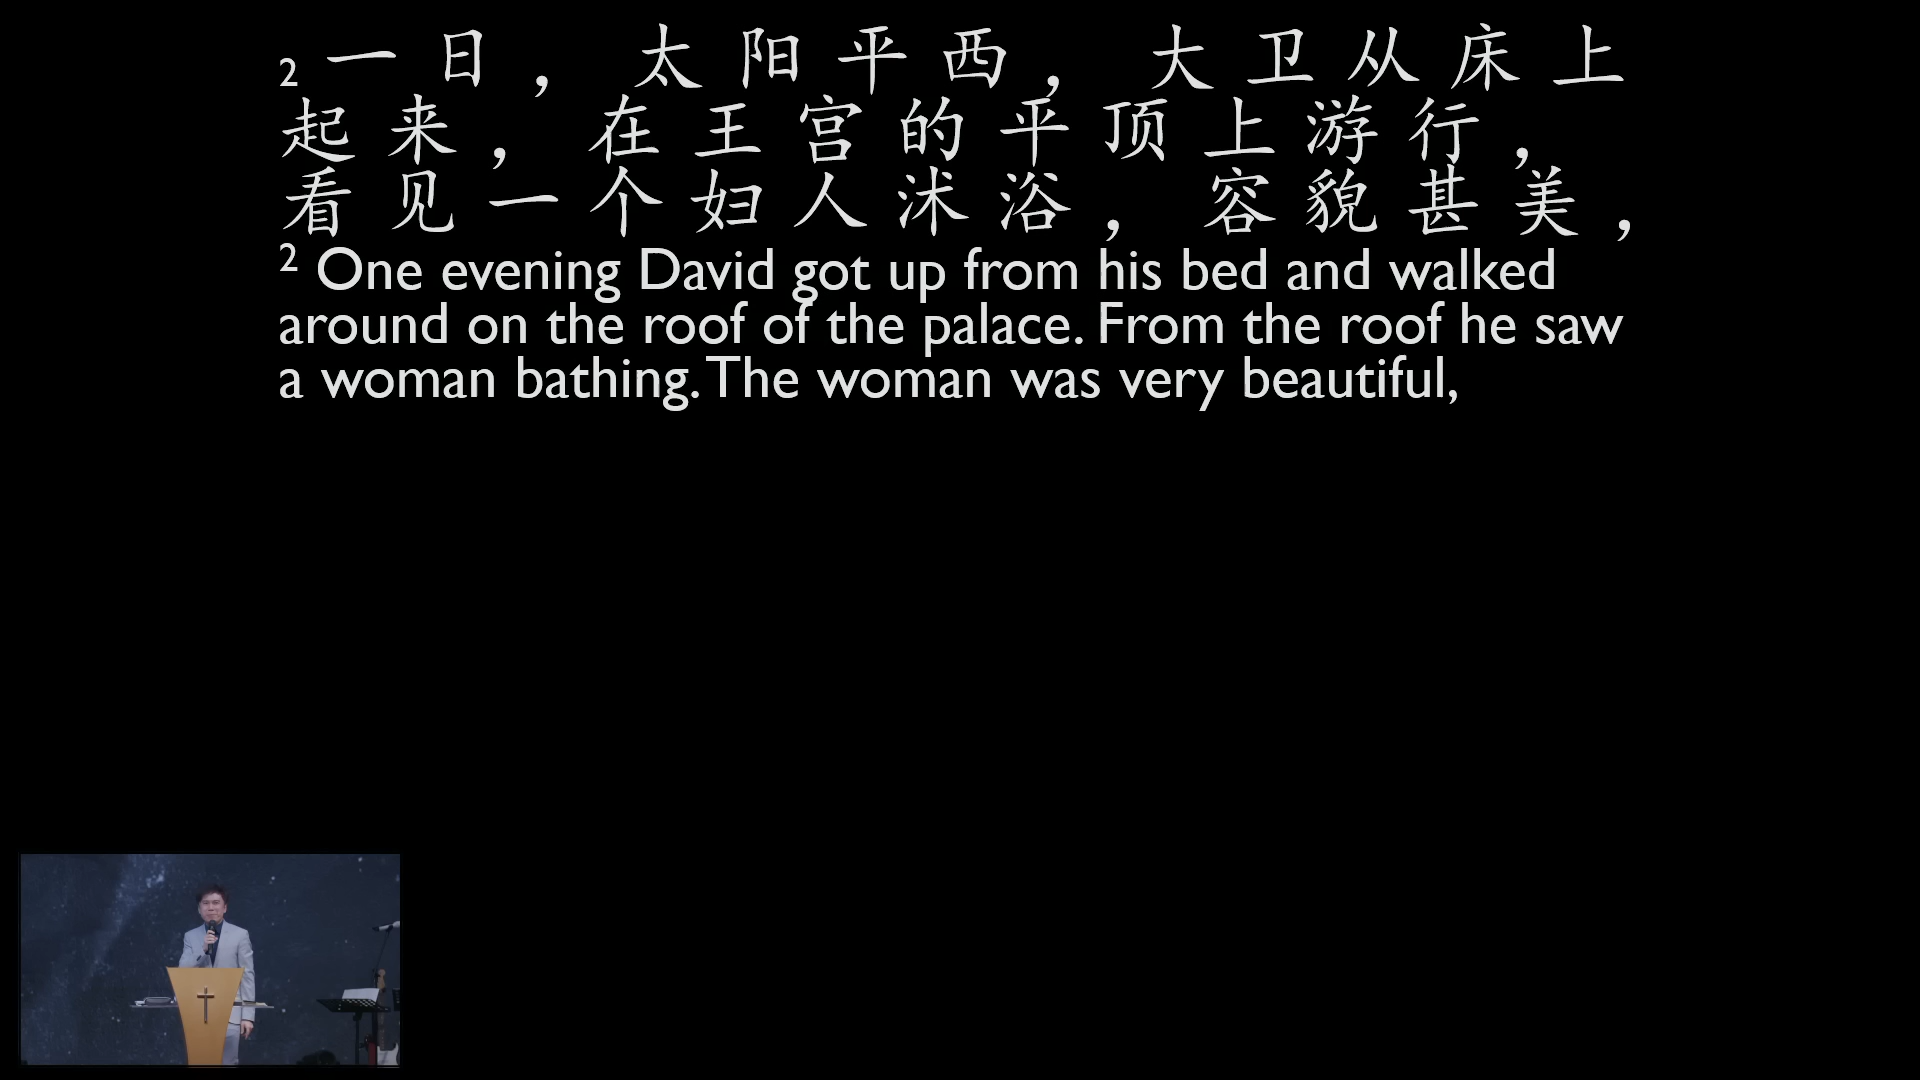 2 一日，太阳平西，大卫从床上
起来，在王宫的平顶上游行，
看见一个妇人沐浴，容貌甚美，
2 One evening David got up from his bed and walked
around on the roof of the palace. From the roof he saw
a woman bathing. The woman was very beautiful,